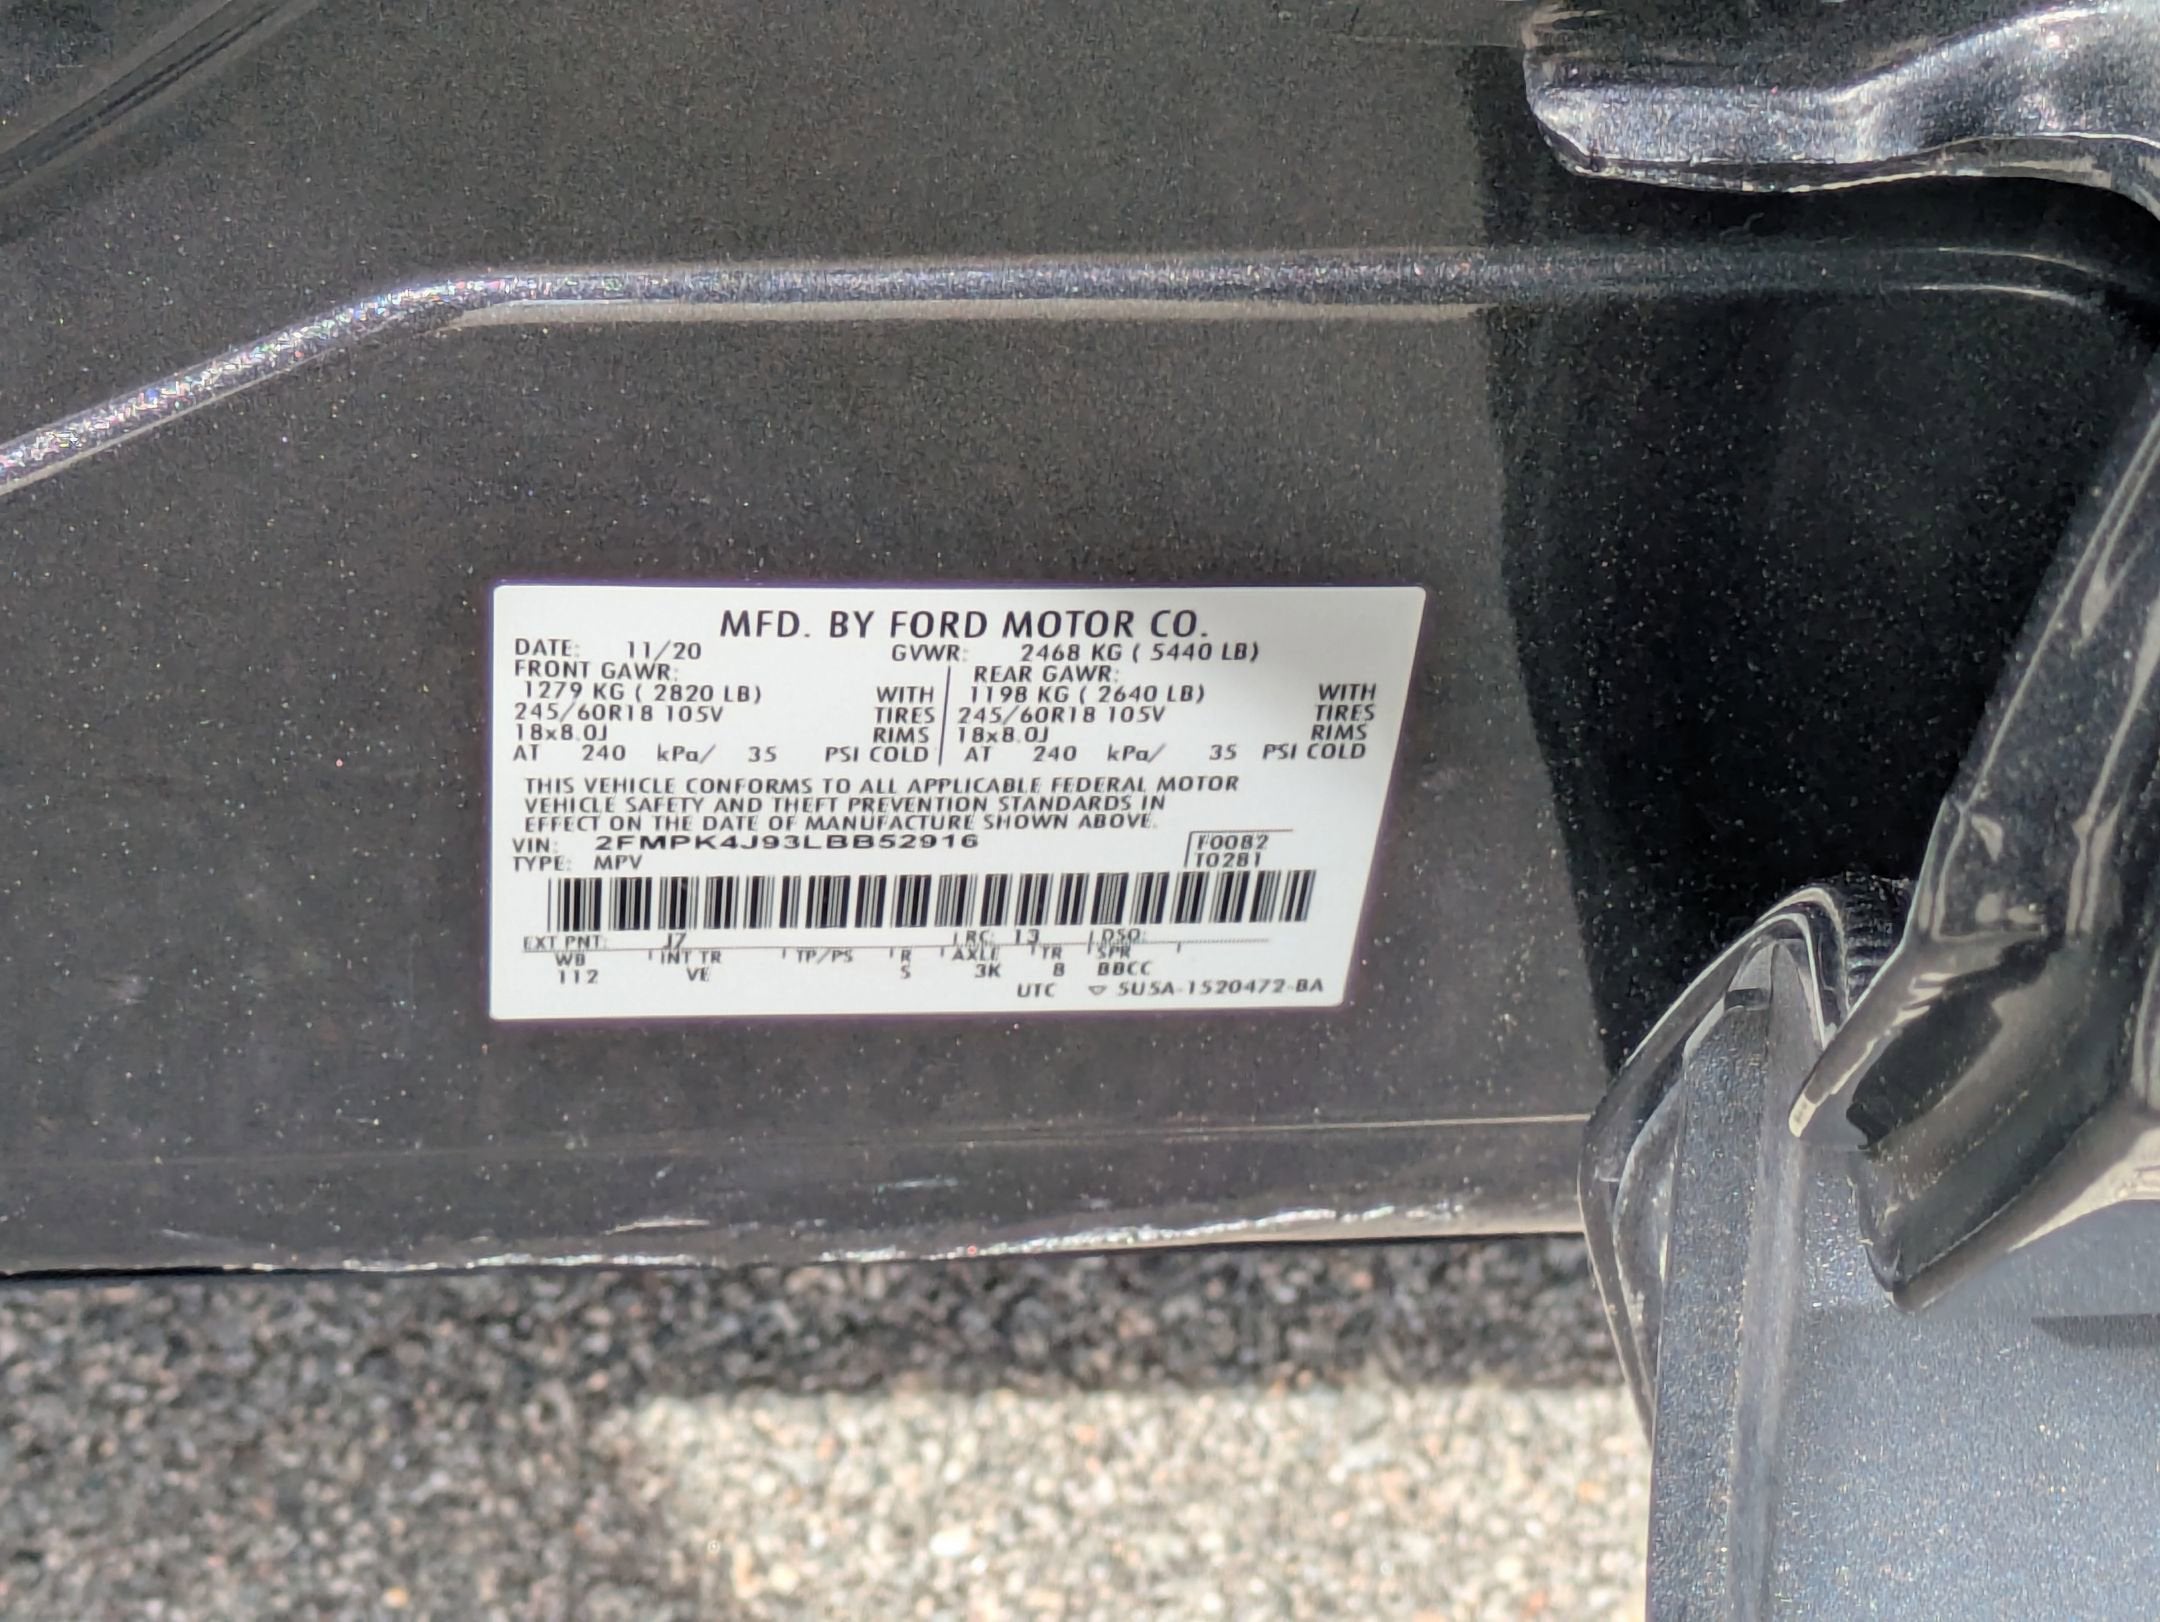 MFD. BY FORD MOTOR CO.
DATE: 11/20 GVWR: 2468 KG ( 5440 LB)
FRONT GAWR: REAR GAWR:
1279 KG ( 2820 LB) WITH 1198 KG ( 2640 LB) WITH
245/60R18 105V TIRES 245/60R18 105V TIRES
18x8.0J RIMS 18x8.0J RIMS
AT 240 kPa/ 35 PSI COLD AT 240 kPa/ 35 PSI COLD
THIS VEHICLE CONFORMS TO ALL APPLICABLE FEDERAL MOTOR
VEHICLE SAFETY AND THEFT PREVENTION STANDARDS IN
EFFECT ON THE DATE OF MANUFACTURE SHOWN ABOVE.
VIN: 2FMPK4J93LBB52916 F0082
TYPE: MPV T0281
EXT PNT: J7 RC: 13 DSO:
WB INT TR TP/PS R AXLE TR SPR
112 VE S 3K B BBCC
UTC ▽ 5U5A-1520472-BA